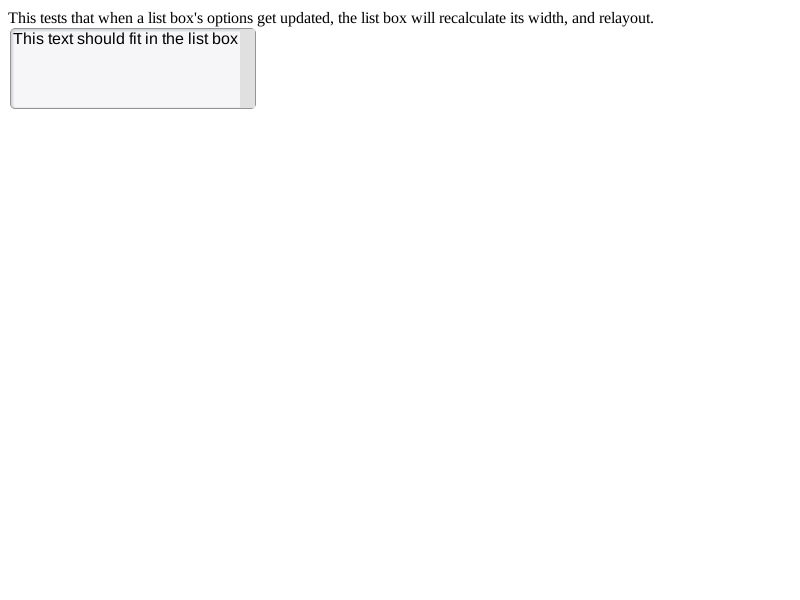 This tests that when a list box's options get updated, the list box will recalculate its width, and relayout.
This text should fit in the list box